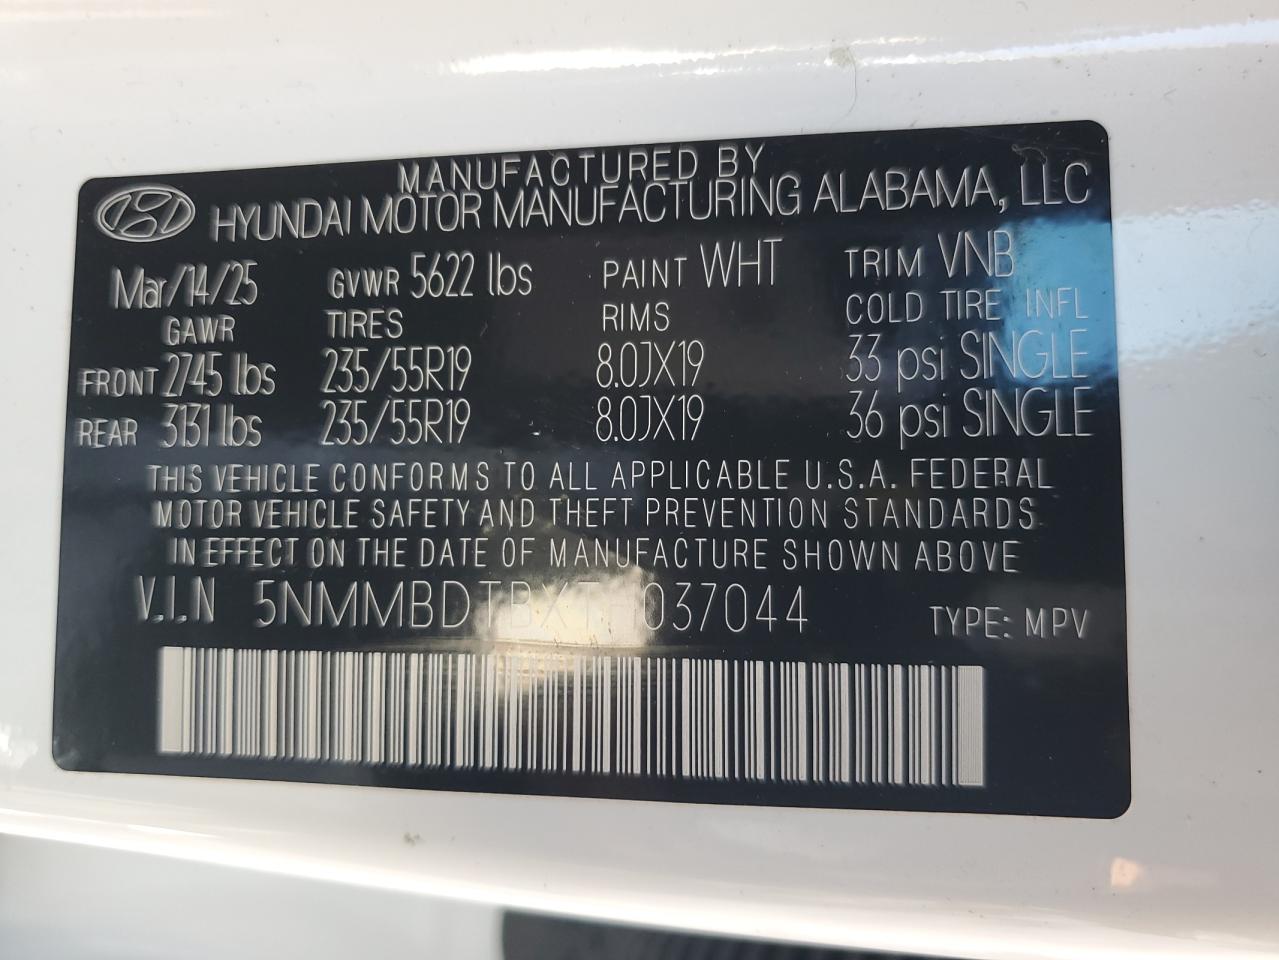 MANUFACTURED BY
HYUNDAI MOTOR MANUFACTURING ALABAMA, LLC
Mar/14/25 GVWR 5622 lbs PAINT WHT TRIM VNB
GAWR TIRES RIMS COLD TIRE INFL
FRONT 2745 lbs 235/55R19 8.0JX19 33 psi SINGLE
REAR 3131 lbs 235/55R19 8.0JX19 36 psi SINGLE
THIS VEHICLE CONFORMS TO ALL APPLICABLE U.S.A. FEDERAL
MOTOR VEHICLE SAFETY AND THEFT PREVENTION STANDARDS
IN EFFECT ON THE DATE OF MANUFACTURE SHOWN ABOVE
V.I.N 5NMMBDTBXTH037044 TYPE: MPV